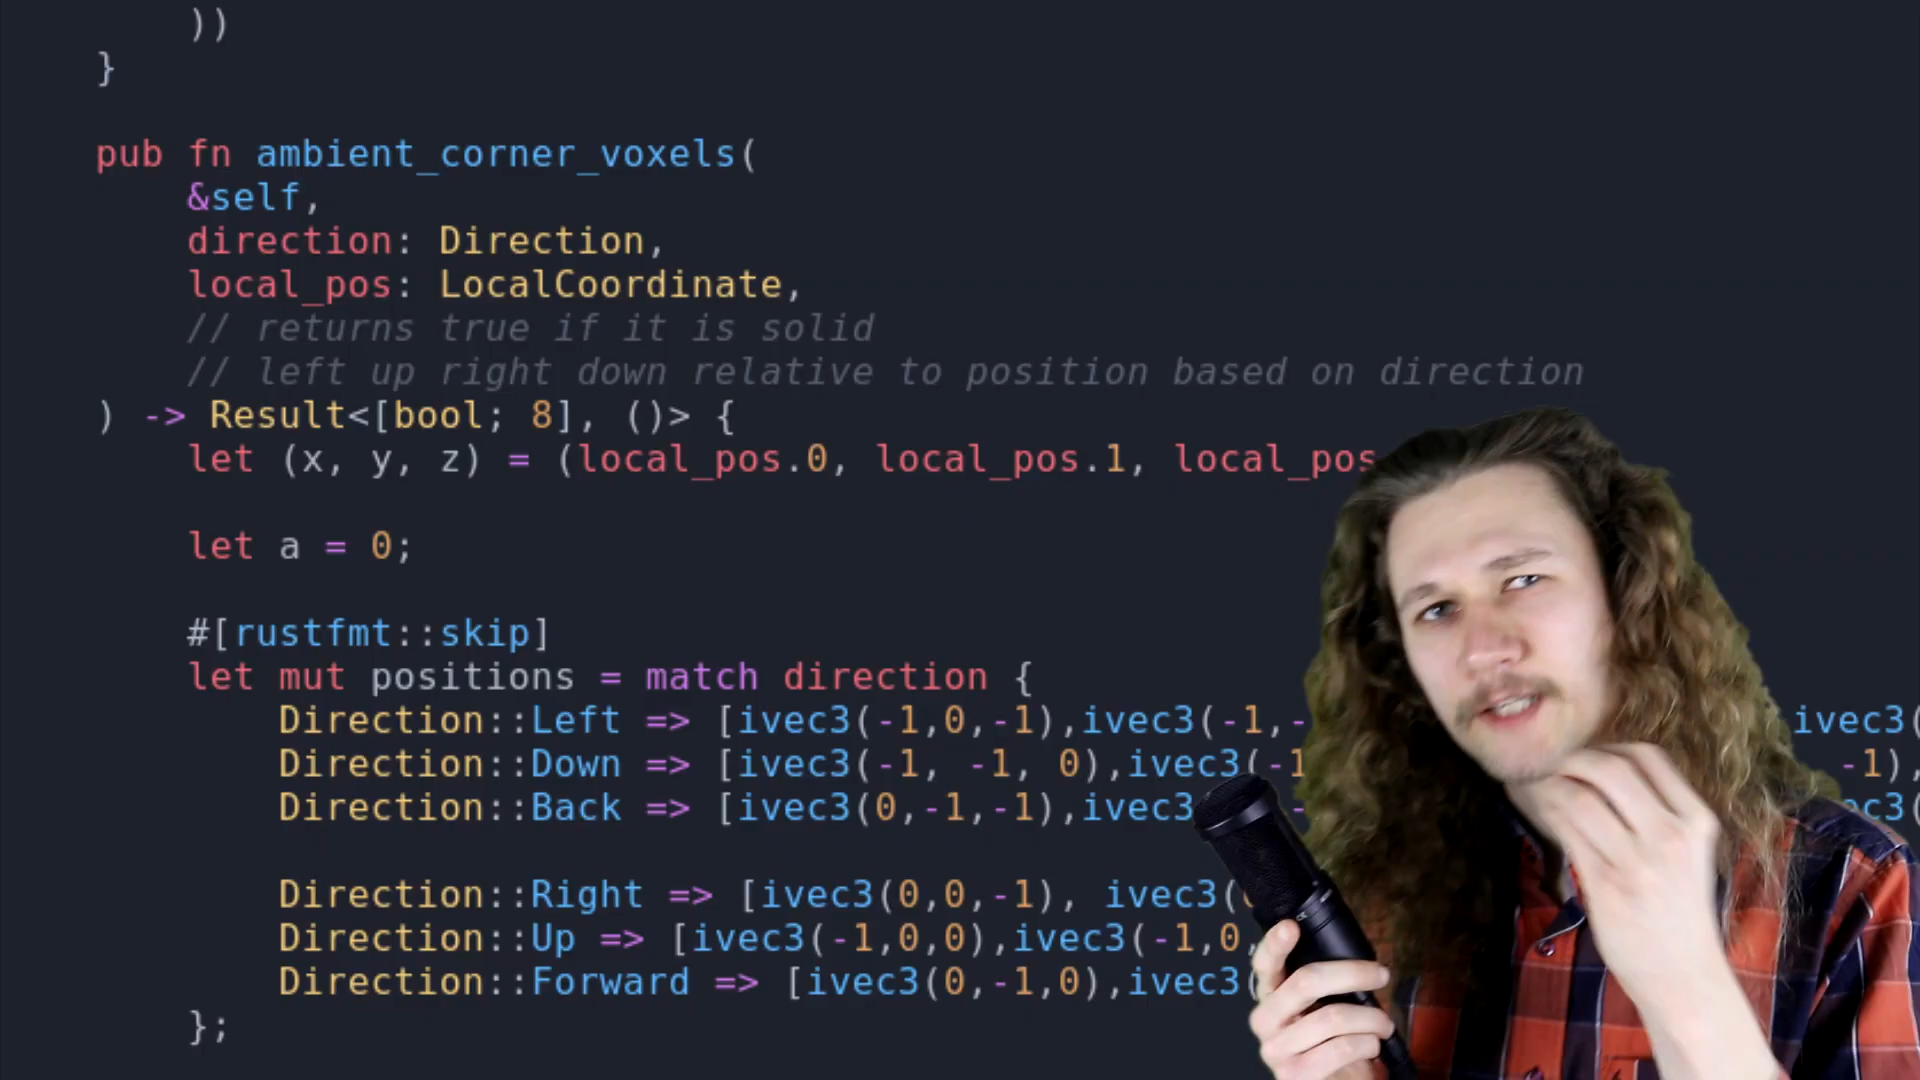 ))
}
pub fn ambient_corner_voxels(
&self,
direction: Direction,
local_pos: LocalCoordinate,
// returns true if it is solid
// left up right down relative to position based on direction
) -> Result<[bool; 8], ()> {
let (x, y, z) = (local_pos.0, local_pos.1, local_pos
let a = 0;
#[rustfmt::skip]
let mut positions = match direction {
Direction::Left => [ivec3(-1,0,-1),ivec3(-1,- ivec3(
Direction::Down => [ivec3(-1, -1, 0),ivec3(-1 -1),
Direction::Back => [ivec3(0,-1,-1),ivec3 - ec3(
Direction::Right => [ivec3(0,0,-1), ivec3(
Direction::Up => [ivec3(-1,0,0),ivec3(-1,0,
Direction::Forward => [ivec3(0,-1,0),ivec3(
};